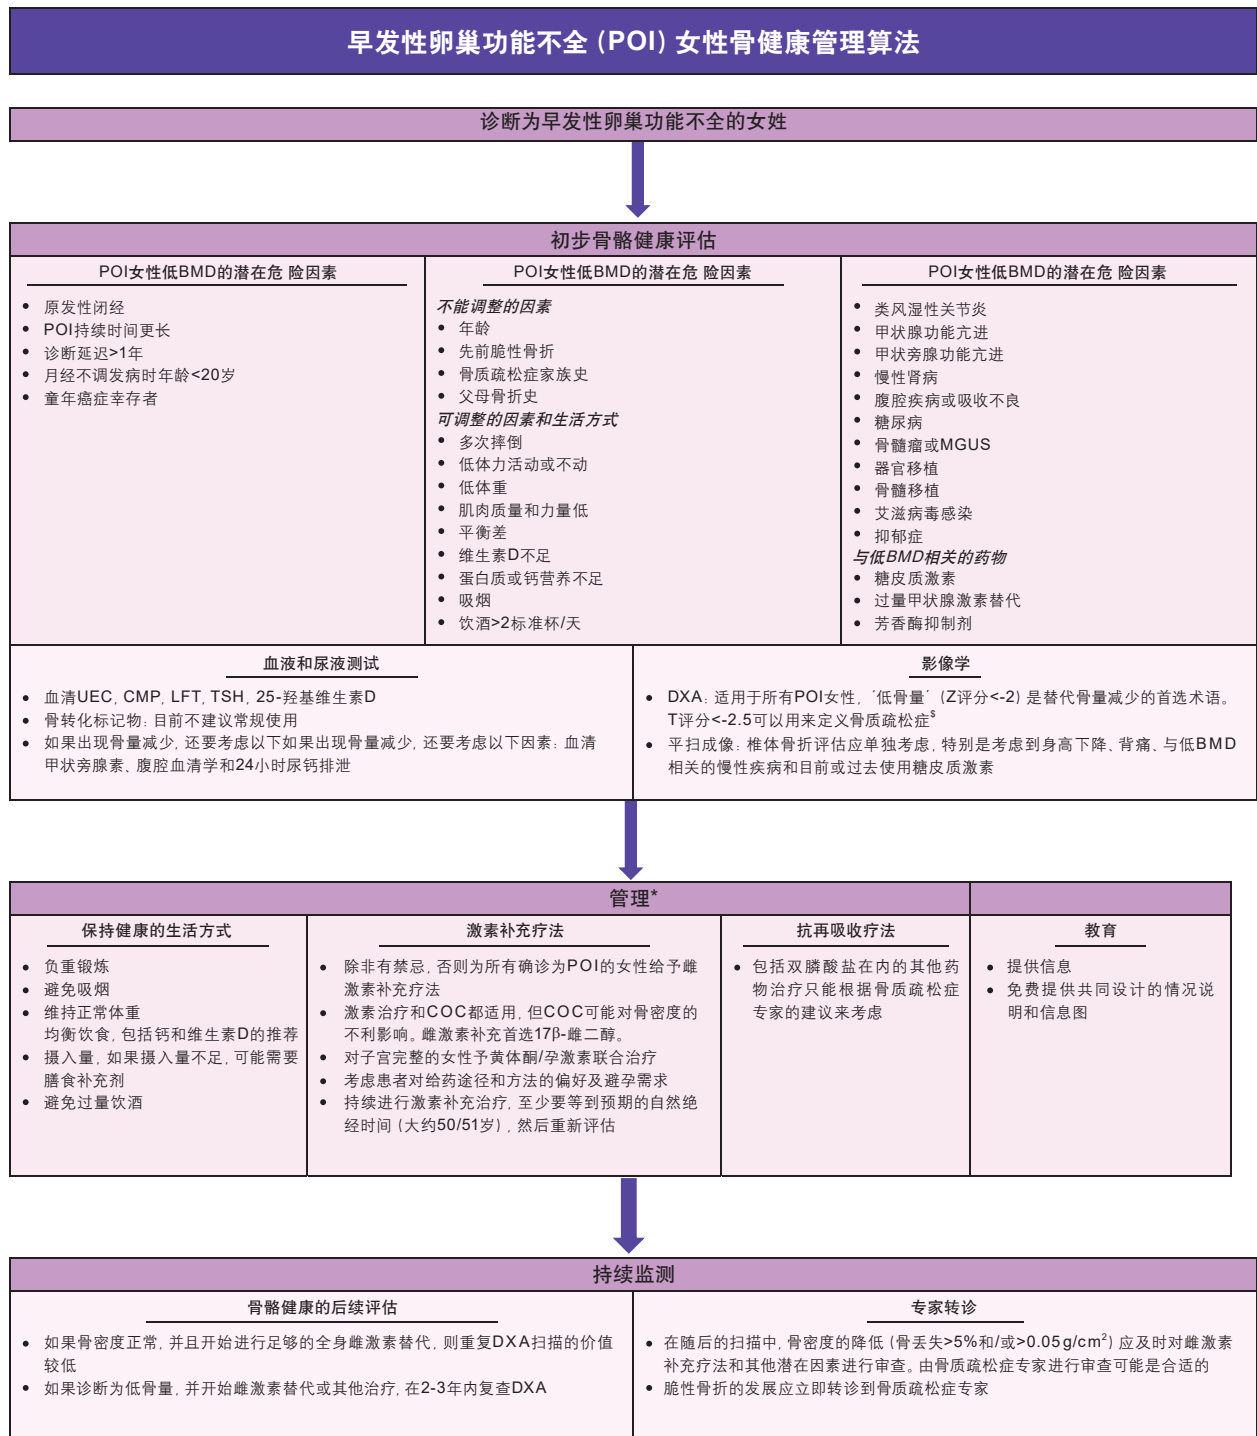 早发性卵巢功能不全（POI）女性骨健康管理算法
诊断为早发性卵巢功能不全的女姓
初步骨骼健康评估
POI女性低BMD的潜在危 险因素
• 原发性闭经
• POI持续时间更长
• 诊断延迟>1年
• 月经不调发病时年龄<20岁
• 童年癌症幸存者
POI女性低BMD的潜在危 险因素
不能调整的因素
• 年龄
• 先前脆性骨折
• 骨质疏松症家族史
• 父母骨折史
可调整的因素和生活方式
• 多次摔倒
• 低体力活动或不动
• 低体重
• 肌肉质量和力量低
• 平衡差
• 维生素D不足
• 蛋白质或钙营养不足
• 吸烟
• 饮酒>2标准杯/天
POI女性低BMD的潜在危 险因素
• 类风湿性关节炎
• 甲状腺功能亢进
• 甲状旁腺功能亢进
• 慢性肾病
• 腹腔疾病或吸收不良
• 糖尿病
• 骨髓瘤或MGUS
• 器官移植
• 骨髓移植
• 艾滋病毒感染
• 抑郁症
与低BMD相关的药物
• 糖皮质激素
• 过量甲状腺激素替代
• 芳香酶抑制剂
血液和尿液测试
• 血清UEC, CMP, LFT, TSH, 25-羟基维生素D
• 骨转化标记物: 目前不建议常规使用
• 如果出现骨量减少, 还要考虑以下如果出现骨量减少, 还要考虑以下因素: 血清
甲状旁腺素、腹腔血清学和24小时尿钙排泄
影像学
• DXA: 适用于所有POI女性, ´低骨量´（Z评分<-2）是替代骨量减少的首选术语。
T评分<-2.5可以用来定义骨质疏松症$
• 平扫成像: 椎体骨折评估应单独考虑, 特别是考虑到身高下降、背痛、与低BMD
相关的慢性疾病和目前或过去使用糖皮质激素
管理*
保持健康的生活方式
• 负重锻炼
• 避免吸烟
• 维持正常体重
均衡饮食, 包括钙和维生素D的推荐
• 摄入量, 如果摄入量不足, 可能需要
膳食补充剂
• 避免过量饮酒
激素补充疗法
• 除非有禁忌, 否则为所有确诊为POI的女性给予雌
激素补充疗法
• 激素治疗和COC都适用, 但COC可能对骨密度的
不利影响。雌激素补充首选17β-雌二醇。
• 对子宫完整的女性予黄体酮/孕激素联合治疗
• 考虑患者对给药途径和方法的偏好及避孕需求
• 持续进行激素补充治疗, 至少要等到预期的自然绝
经时间（大约50/51岁）, 然后重新评估
抗再吸收疗法
• 包括双膦酸盐在内的其他药
物治疗只能根据骨质疏松症
专家的建议来考虑
教育
• 提供信息
• 免费提供共同设计的情况说
明和信息图
持续监测
骨骼健康的后续评估
• 如果骨密度正常, 并且开始进行足够的全身雌激素替代, 则重复DXA扫描的价值
较低
• 如果诊断为低骨量, 并开始雌激素替代或其他治疗, 在2-3年内复查DXA
专家转诊
• 在随后的扫描中, 骨密度的降低（骨丢失>5%和/或>0.05 g/cm²）应及时对雌激素
补充疗法和其他潜在因素进行审查。由骨质疏松症专家进行审查可能是合适的
• 脆性骨折的发展应立即转诊到骨质疏松症专家